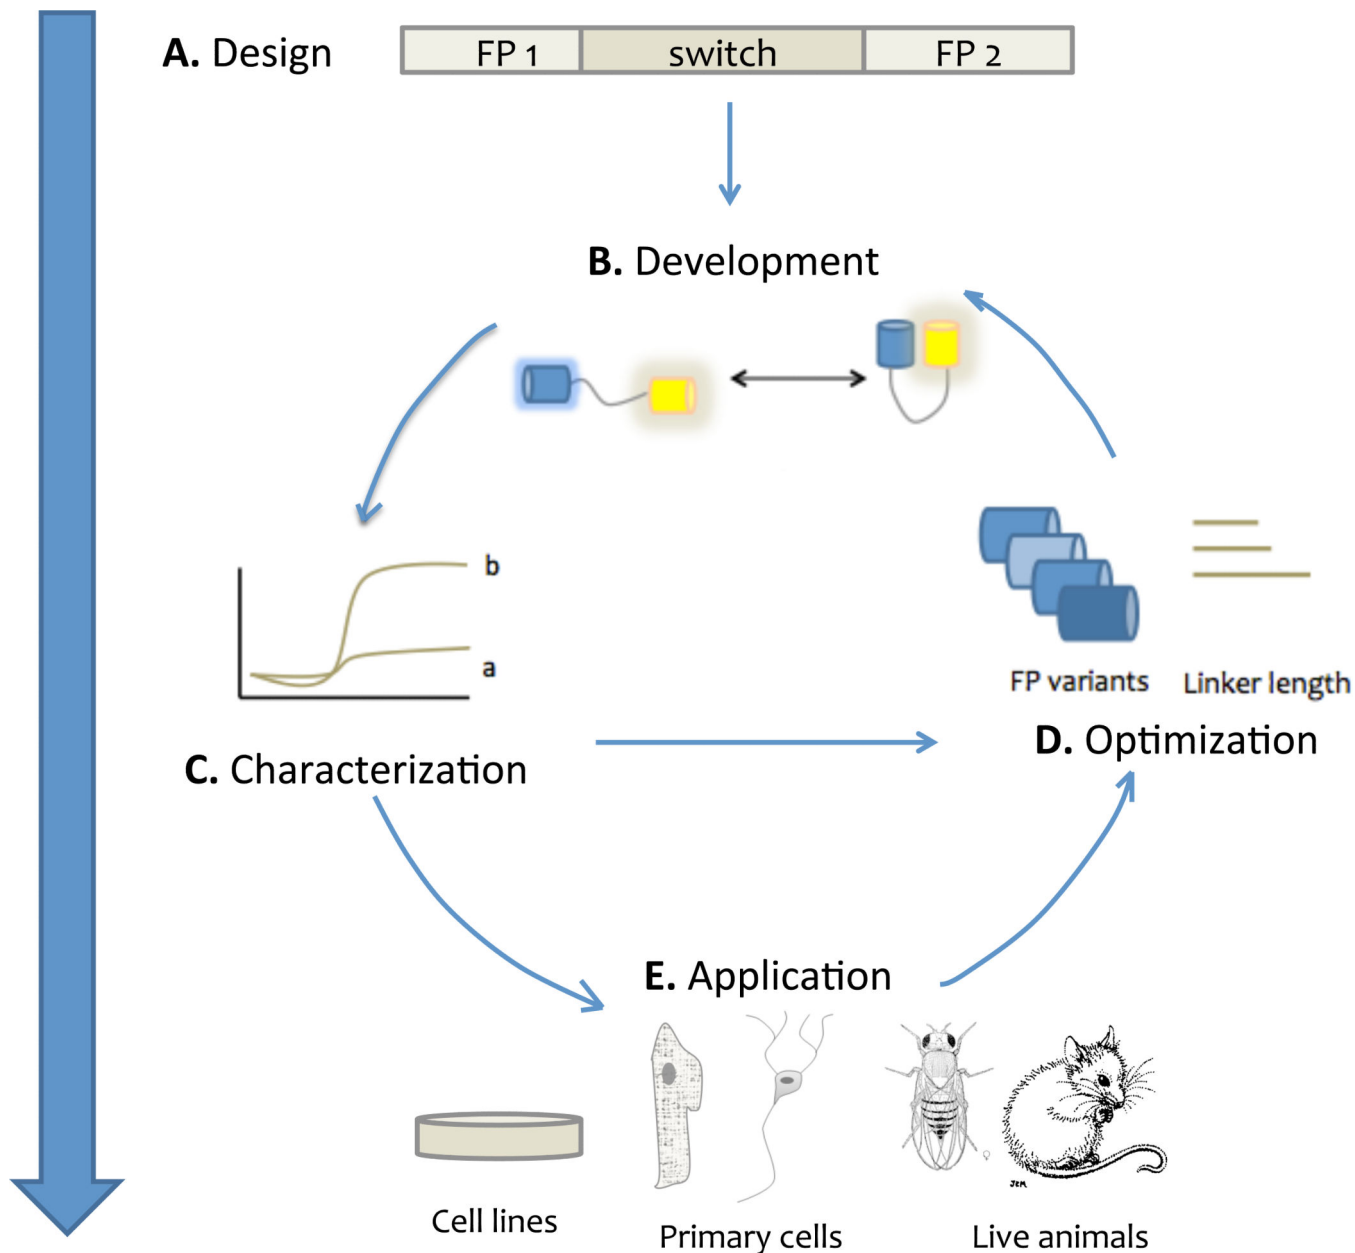 A. Design
FP 1
switch
FP 2
B. Development
b
a
FP variants
Linker length
C. Characterization
D. Optimization
E. Application
JEM
Cell lines
Primary cells
Live animals